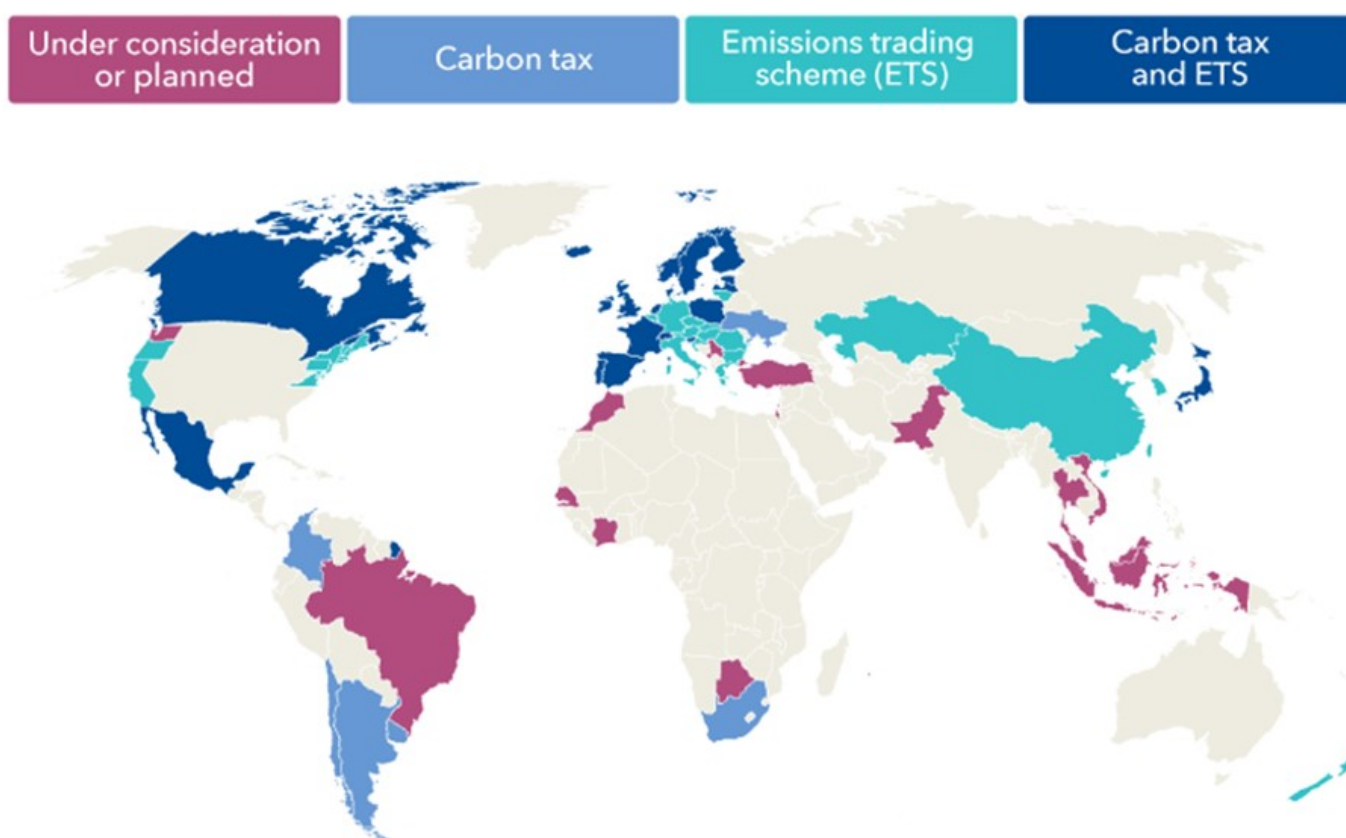 Under consideration
or planned
Carbon tax
Emissions trading
scheme (ETS)
Carbon tax
and ETS